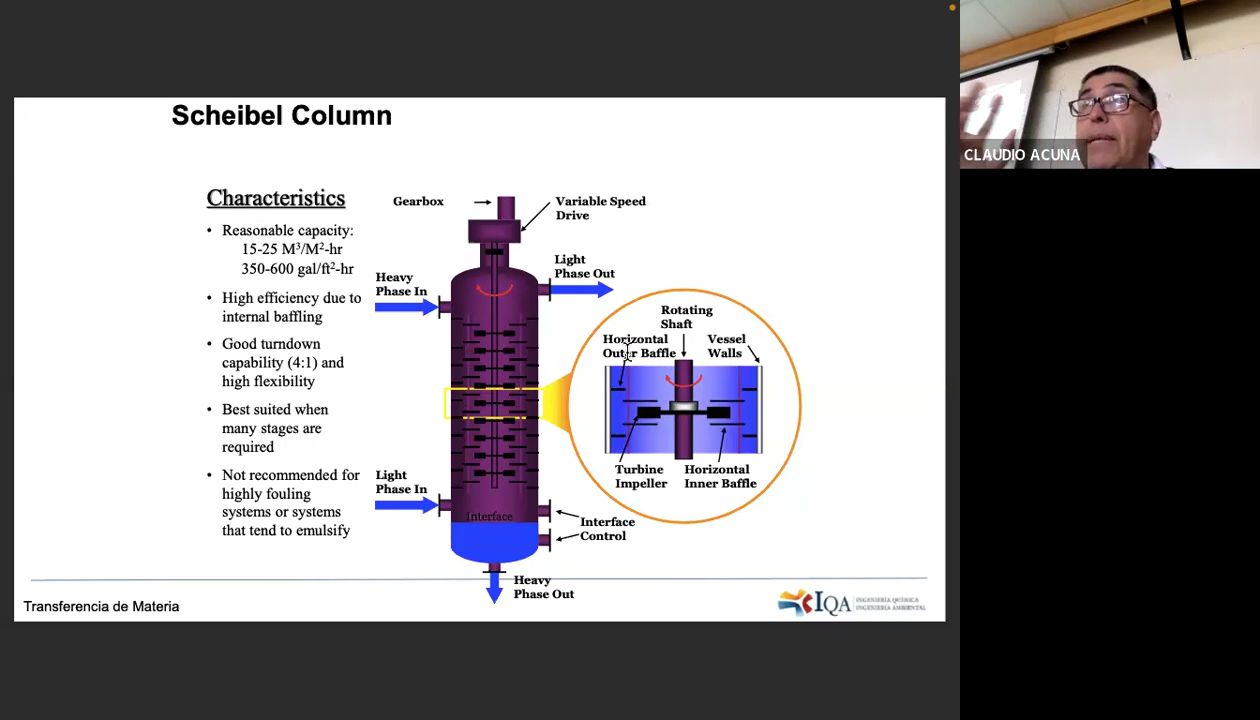 Scheibel Column
Characteristics
• Reasonable capacity:
15-25 M³/M²-hr
350-600 gal/ft²-hr
• High efficiency due to
internal baffling
• Good turndown
capability (4:1) and
high flexibility
• Best suited when
many stages are
required
• Not recommended for
highly fouling
systems or systems
that tend to emulsify
Gearbox
Variable Speed
Drive
Heavy
Phase In
Light
Phase Out
Rotating
Shaft
Horizontal
Outer Baffle
Vessel
Walls
Turbine
Impeller
Horizontal
Inner Baffle
Light
Phase In
Interface
Interface
Control
Heavy
Phase Out
Transferencia de Materia
IQA
INGENIERÍA QUÍMICA
INGENIERÍA AMBIENTAL
CLAUDIO ACUNA